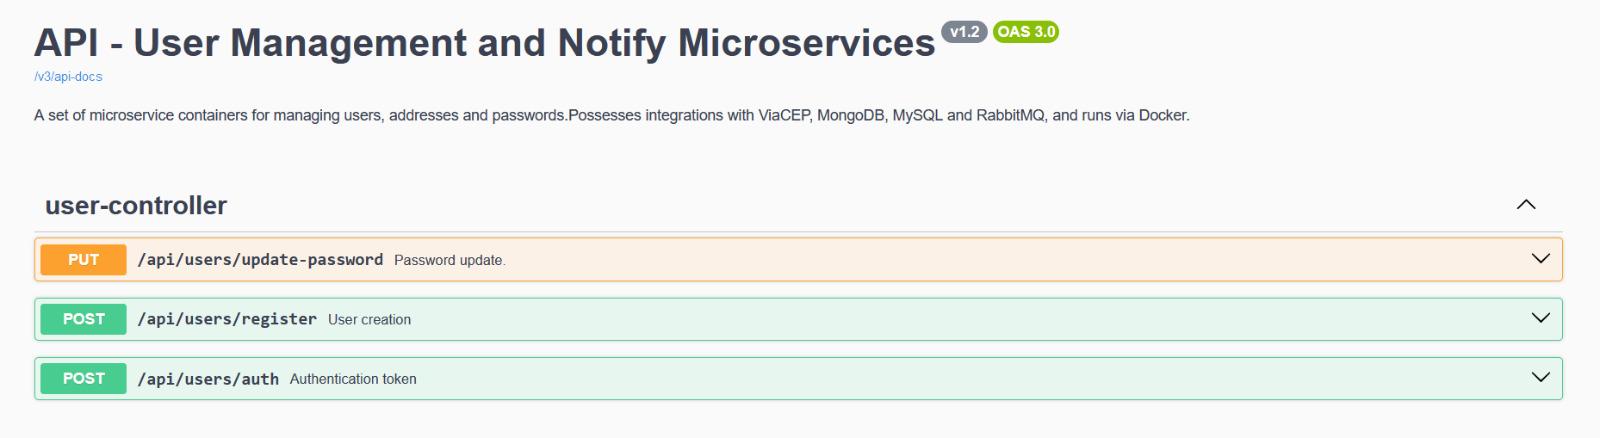 API - User Management and Notify Microservices v1.2 OAS 3.0
/v3/api-docs
A set of microservice containers for managing users, addresses and passwords.Possesses integrations with ViaCEP, MongoDB, MySQL and RabbitMQ, and runs via Docker.
user-controller
PUT /api/users/update-password Password update.
POST /api/users/register User creation
POST /api/users/auth Authentication token